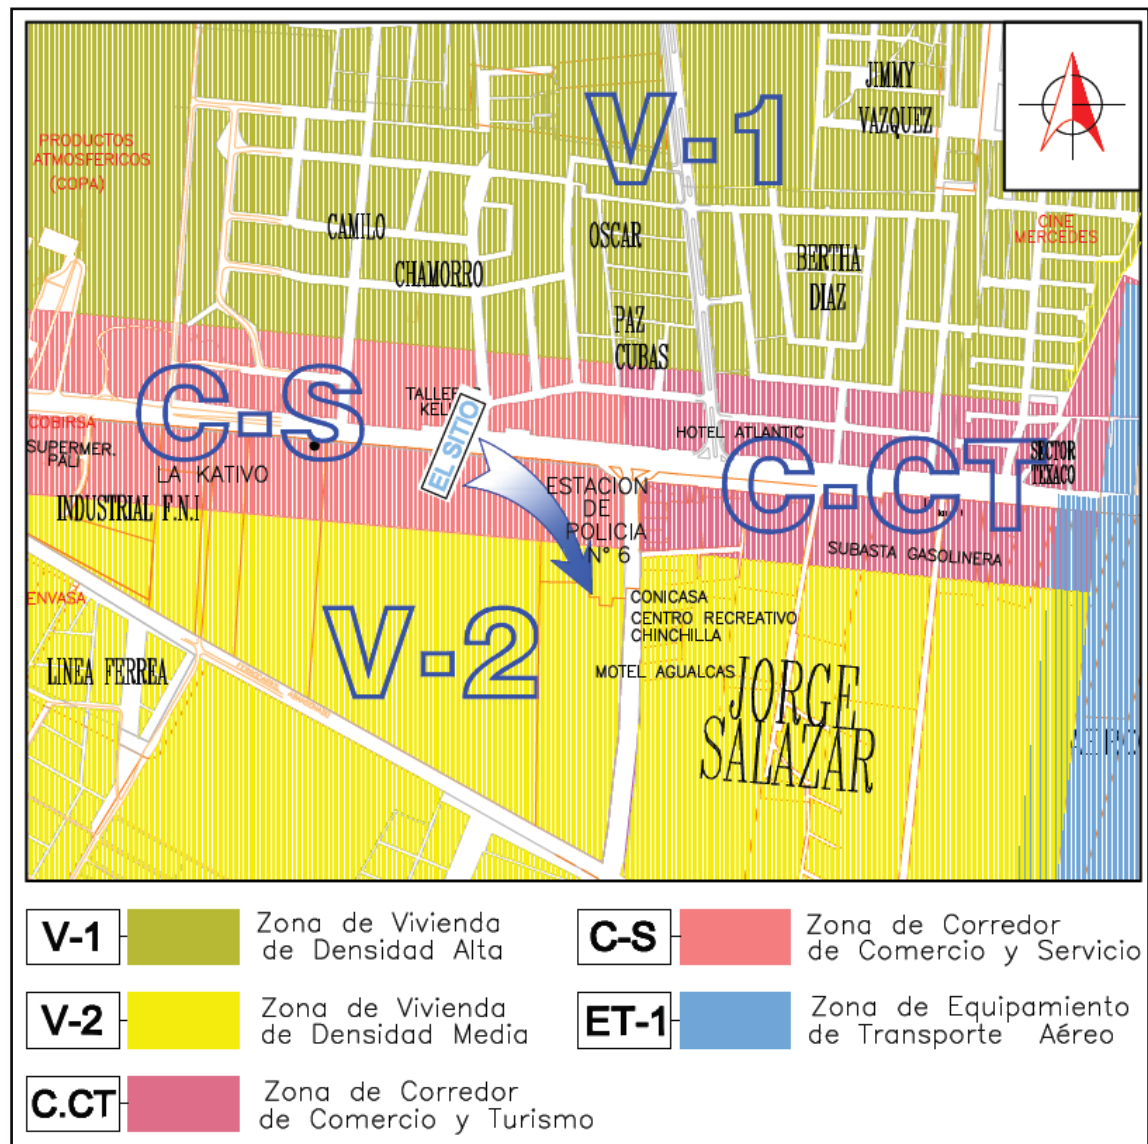 JIMMY
VAZQUEZ
V-1
PRODUCTOS
ATMOSFERICOS
(COPA)
CAMILO
CHAMORRO
OSCAR
PAZ
CUBAS
BERTHA
DIAZ
CINE
MERCEDES
C-S
COBIRSA
SUPERMER.
PALI
LA KATIVO
INDUSTRIAL F.N.I
EL SITIO
HOTEL ATLANTIC
C-CT
SECTOR
TEXACO
ESTACION
DE
POLICIA
N° 6
SUBASTA GASOLINERA
ENVASA
V-2
CONICASA
CENTRO RECREATIVO
CHINCHILLA
MOTEL AGUALCAS
LINEA FERREA
JORGE
SALAZAR
V-1
Zona de Vivienda
de Densidad Alta
C-S
Zona de Corredor
de Comercio y Servicio
V-2
Zona de Vivienda
de Densidad Media
ET-1
Zona de Equipamiento
de Transporte Aéreo
C.CT
Zona de Corredor
de Comercio y Turismo